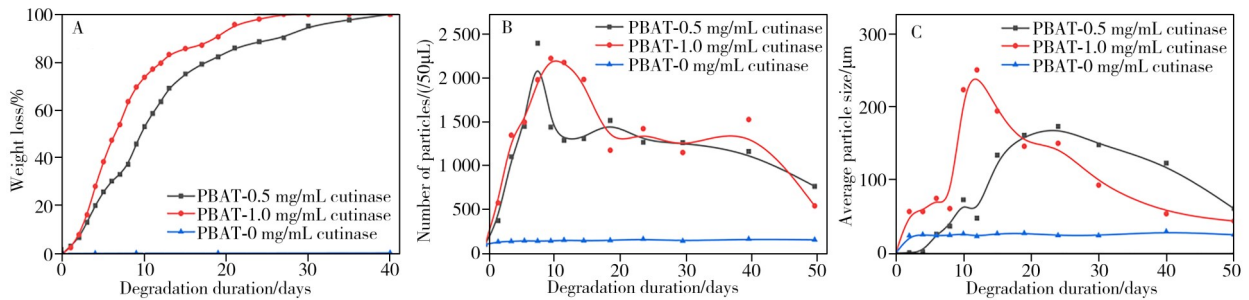 A
Weight loss/%
100
80
60
40
20
0
PBAT-0.5 mg/mL cutinase
PBAT-1.0 mg/mL cutinase
PBAT-0 mg/mL cutinase
0
10
20
30
40
Degradation duration/days
B
Number of particles/(/50μL)
2 500
2 000
1 500
1 000
500
0
PBAT-0.5 mg/mL cutinase
PBAT-1.0 mg/mL cutinase
PBAT-0 mg/mL cutinase
0
10
20
30
40
50
Degradation duration/days
C
Average particle size/μm
300
200
100
0
PBAT-0.5 mg/mL cutinase
PBAT-1.0 mg/mL cutinase
PBAT-0 mg/mL cutinase
0
10
20
30
40
50
Degradation duration/days